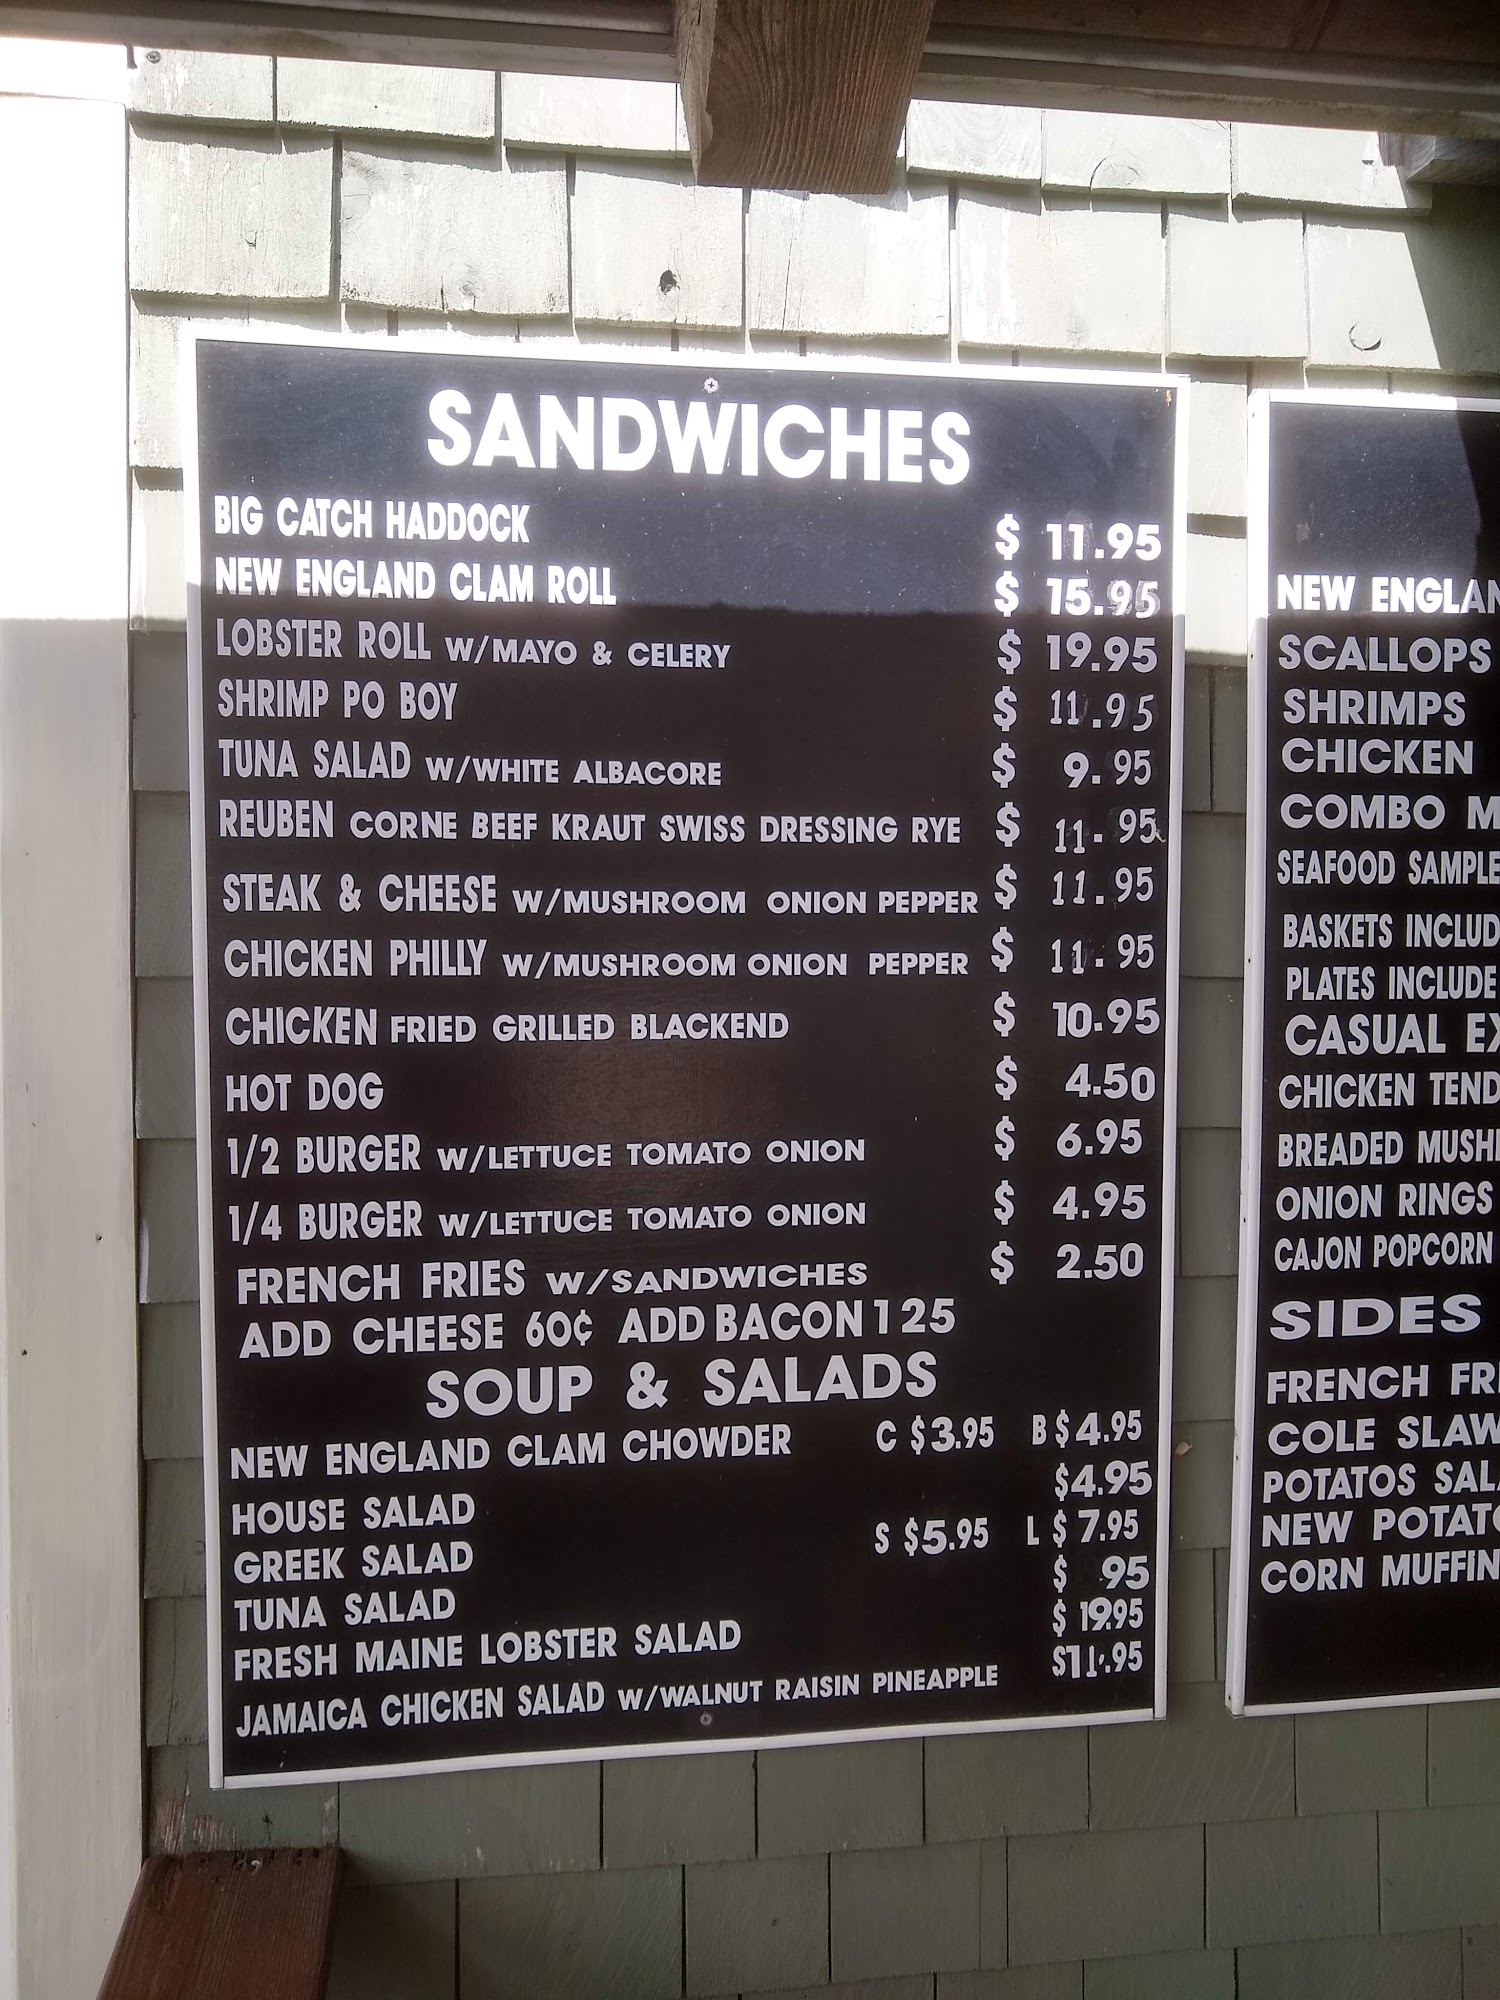 SANDWICHES
BIG CATCH HADDOCK $ 11.95
NEW ENGLAND CLAM ROLL $ 15.95
LOBSTER ROLL W/MAYO & CELERY $ 19.95
SHRIMP PO BOY $ 11.95
TUNA SALAD W/WHITE ALBACORE $ 9.95
REUBEN CORNE BEEF KRAUT SWISS DRESSING RYE $ 11.95
STEAK & CHEESE W/MUSHROOM ONION PEPPER $ 11.95
CHICKEN PHILLY W/MUSHROOM ONION PEPPER $ 11.95
CHICKEN FRIED GRILLED BLACKEND $ 10.95
HOT DOG $ 4.50
1/2 BURGER W/LETTUCE TOMATO ONION $ 6.95
1/4 BURGER W/LETTUCE TOMATO ONION $ 4.95
FRENCH FRIES W/SANDWICHES $ 2.50
ADD CHEESE 60¢ ADD BACON 1 25
SOUP & SALADS
NEW ENGLAND CLAM CHOWDER C $3.95 B $4.95
HOUSE SALAD $4.95
GREEK SALAD S $5.95 L $ 7.95
TUNA SALAD $ 95
FRESH MAINE LOBSTER SALAD $ 19.95
JAMAICA CHICKEN SALAD W/WALNUT RAISIN PINEAPPLE $11.95
NEW ENGLAN
SCALLOPS
SHRIMPS
CHICKEN
COMBO M
SEAFOOD SAMPLE
BASKETS INCLUD
PLATES INCLUDE
CASUAL EX
CHICKEN TEND
BREADED MUSH
ONION RINGS
CAJON POPCORN
SIDES
FRENCH FR
COLE SLAW
POTATOS SAL
NEW POTATO
CORN MUFFIN